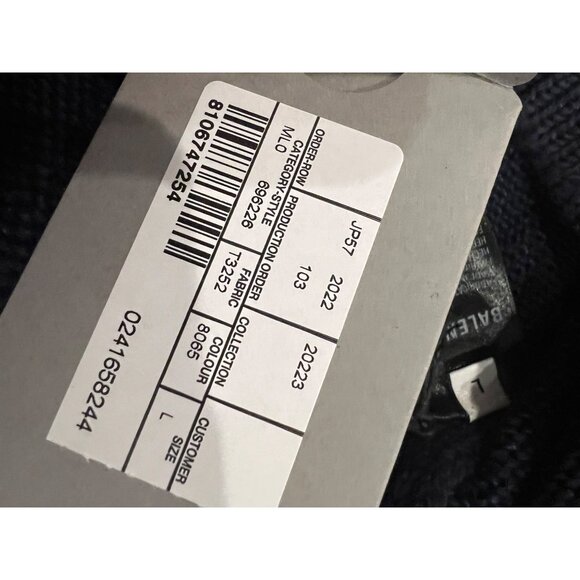 ORDER-ROW PRODUCTION ORDER COLLECTION CUSTOMER
JP57 2022 103 20223
CATEGORY-STYLE FABRIC COLOUR SIZE
ML0 696226 T3252 8065 L
8106747254
0241658244
BALEN
L